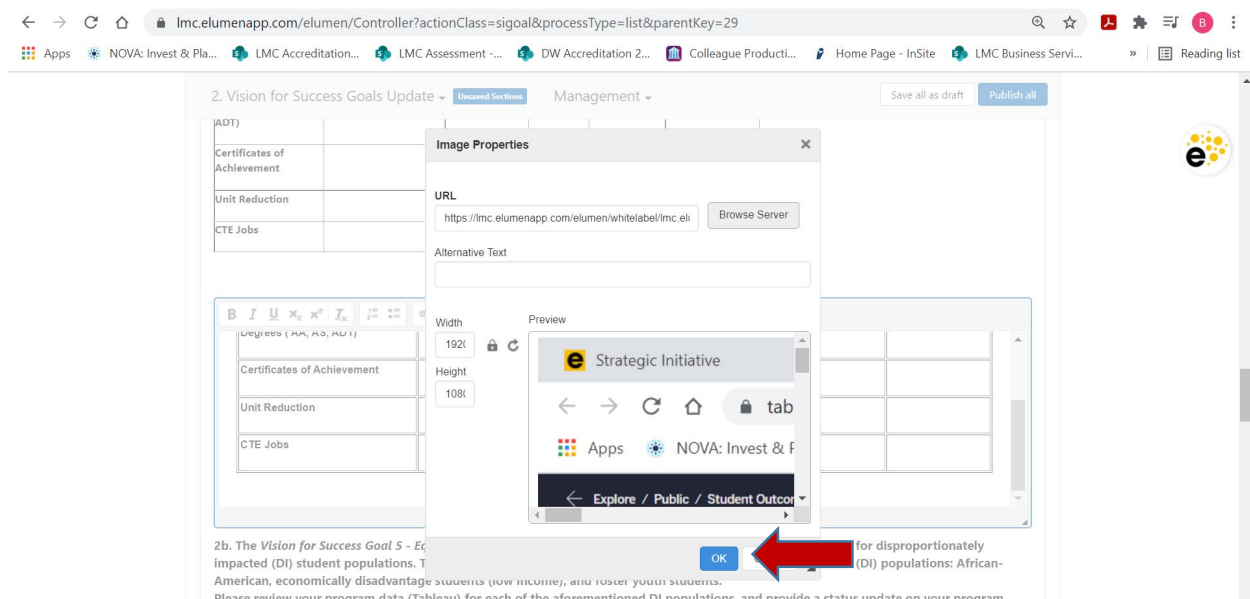 lmc.elumenapp.com/elumen/Controller?actionClass=sigoal&processType=list&parentKey=29
B
Apps NOVA: Invest & Pla... LMC Accreditation... LMC Assessment -... DW Accreditation 2... Colleague Producti... Home Page - InSite LMC Business Servi... » Reading list
2. Vision for Success Goals Update Unsaved Sections Management Save all as draft Publish all
ADT)
Certificates of
Achievement
Unit Reduction
CTE Jobs
Image Properties
URL
https://lmc.elumenapp.com/elumen/whitelabel/lmc.el
Browse Server
Alternative Text
Width
192
Height
108
Preview
e Strategic Initiative
tab
Apps NOVA: Invest &
Explore / Public / Student Outcor
OK
B I U x₂ x² Tx
Degrees ( AA, AS, ADT)
Certificates of Achievement
Unit Reduction
CTE Jobs
2b. The Vision for Success Goal 5 - Eq for disproportionately
impacted (DI) student populations. T (DI) populations: African-
American, economically disadvantage students (low income), and foster youth students.
Please review your program data (Tableau) for each of the aforementioned DI populations, and provide a status update on your program
e